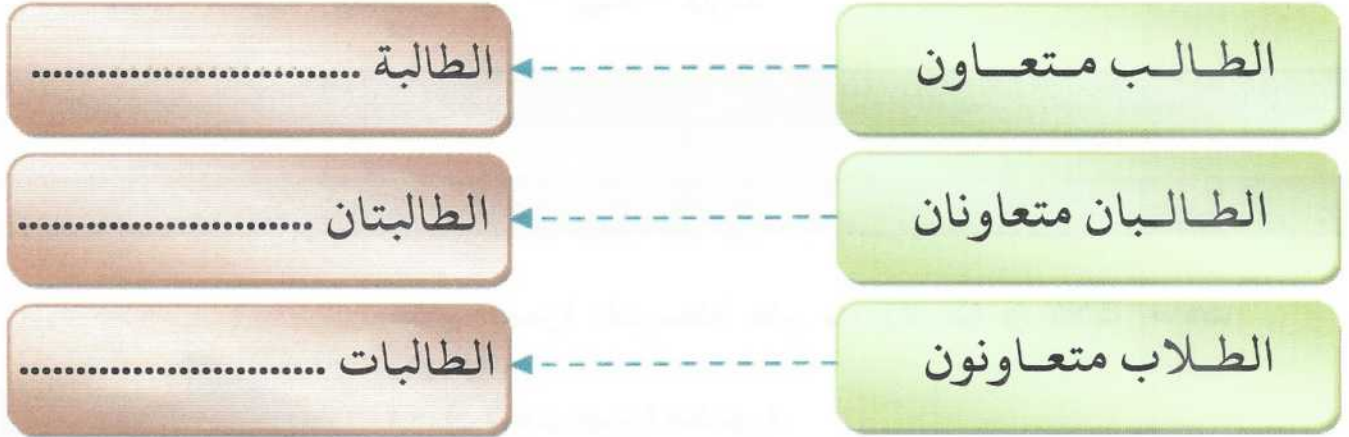 الطالب متعاون
الطالبة ..............................
الطالبان متعاونان
الطالبتان ...........................
الطلاب متعاونون
الطالبات ............................